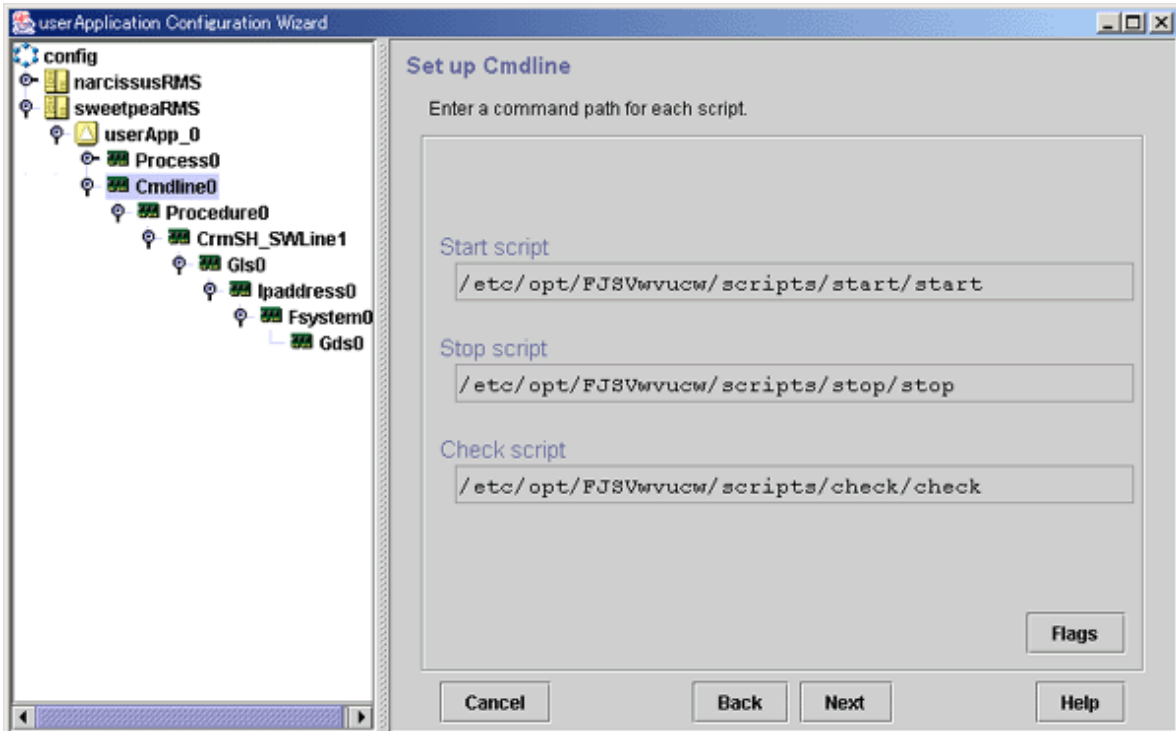 userApplication Configuration Wizard
config
narcissusRMS
sweetpeaRMS
userApp_0
Process0
Cmdline0
Procedure0
CrmSH_SWLine1
Gls0
Ipaddress0
Fsystem0
Gds0
Set up Cmdline
Enter a command path for each script.
Start script
/etc/opt/FJSVwvucw/scripts/start/start
Stop script
/etc/opt/FJSVwvucw/scripts/stop/stop
Check script
/etc/opt/FJSVwvucw/scripts/check/check
Flags
Cancel
Back
Next
Help